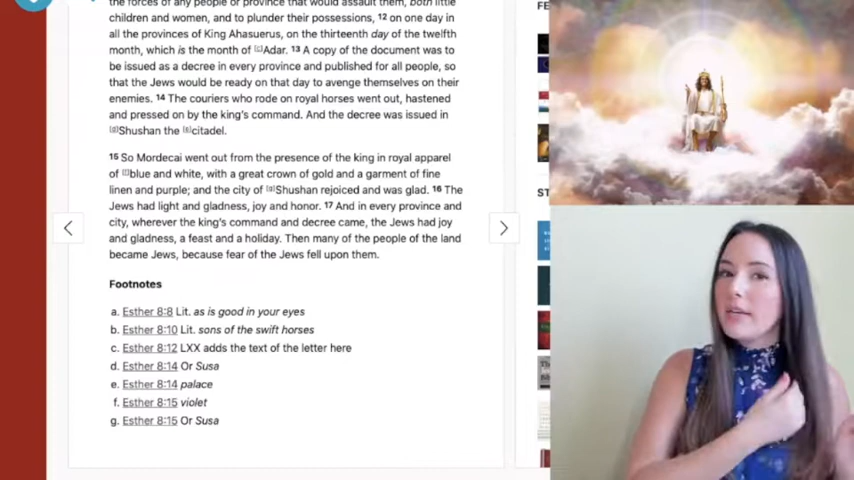 the forces of any people or province that would assault them, both little
children and women, and to plunder their possessions, 12 on one day in
all the provinces of King Ahasuerus, on the thirteenth day of the twelfth
month, which is the month of [c]Adar. 13 A copy of the document was to
be issued as a decree in every province and published for all people, so
that the Jews would be ready on that day to avenge themselves on their
enemies. 14 The couriers who rode on royal horses went out, hastened
and pressed on by the king's command. And the decree was issued in
[d]Shushan the [e]citadel.
15 So Mordecai went out from the presence of the king in royal apparel
of [f]blue and white, with a great crown of gold and a garment of fine
linen and purple; and the city of [g]Shushan rejoiced and was glad. 16 The
Jews had light and gladness, joy and honor. 17 And in every province and
city, wherever the king's command and decree came, the Jews had joy
and gladness, a feast and a holiday. Then many of the people of the land
became Jews, because fear of the Jews fell upon them.
Footnotes
a. Esther 8:8 Lit. as is good in your eyes
b. Esther 8:10 Lit. sons of the swift horses
c. Esther 8:12 LXX adds the text of the letter here
d. Esther 8:14 Or Susa
e. Esther 8:14 palace
f. Esther 8:15 violet
g. Esther 8:15 Or Susa
FE
ST